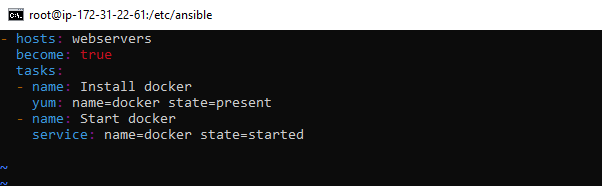 root@ip-172-31-22-61:/etc/ansible
- hosts: webservers
  become: true
  tasks:
  - name: Install docker
    yum: name=docker state=present
  - name: Start docker
    service: name=docker state=started
~
~